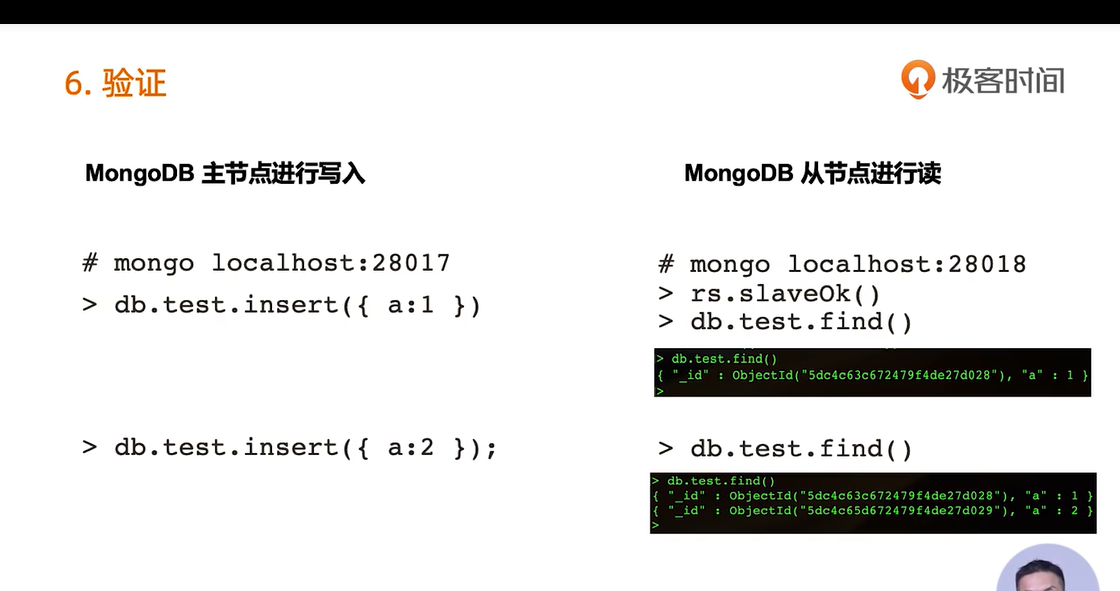 6. 验证
极客时间
MongoDB 主节点进行写入
# mongo localhost:28017
> db.test.insert({ a:1 })
> db.test.insert({ a:2 });
MongoDB 从节点进行读
# mongo localhost:28018
> rs.slaveOk()
> db.test.find()
> db.test.find()
{ "_id" : ObjectId("5dc4c63c672479f4de27d028"), "a" : 1 }
>
> db.test.find()
> db.test.find()
{ "_id" : ObjectId("5dc4c63c672479f4de27d028"), "a" : 1 }
{ "_id" : ObjectId("5dc4c65d672479f4de27d029"), "a" : 2 }
>